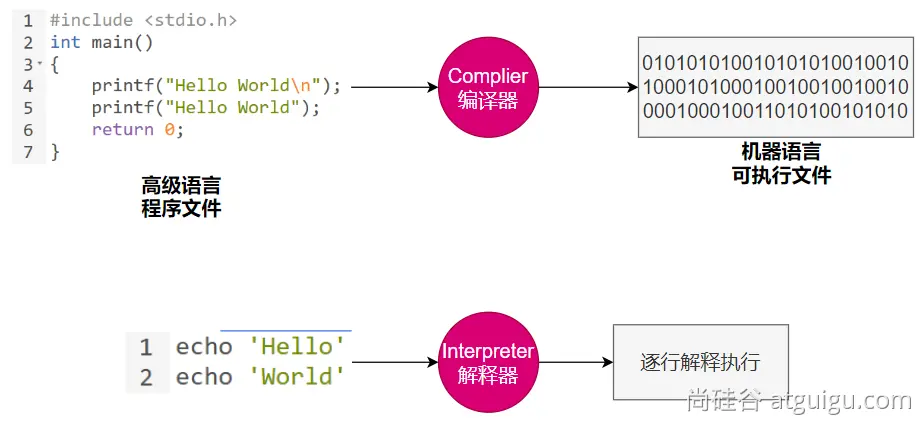 1 #include <stdio.h>
2 int main()
3 {
4 printf("Hello World\n");
5 printf("Hello World");
6 return 0;
7 }
高级语言
程序文件
Complier
编译器
010101010010101010010010
100010100010010010010010
000100010011010100101010
机器语言
可执行文件
1 echo 'Hello'
2 echo 'World'
Interpreter
解释器
逐行解释执行
尚硅谷 atguigu.com